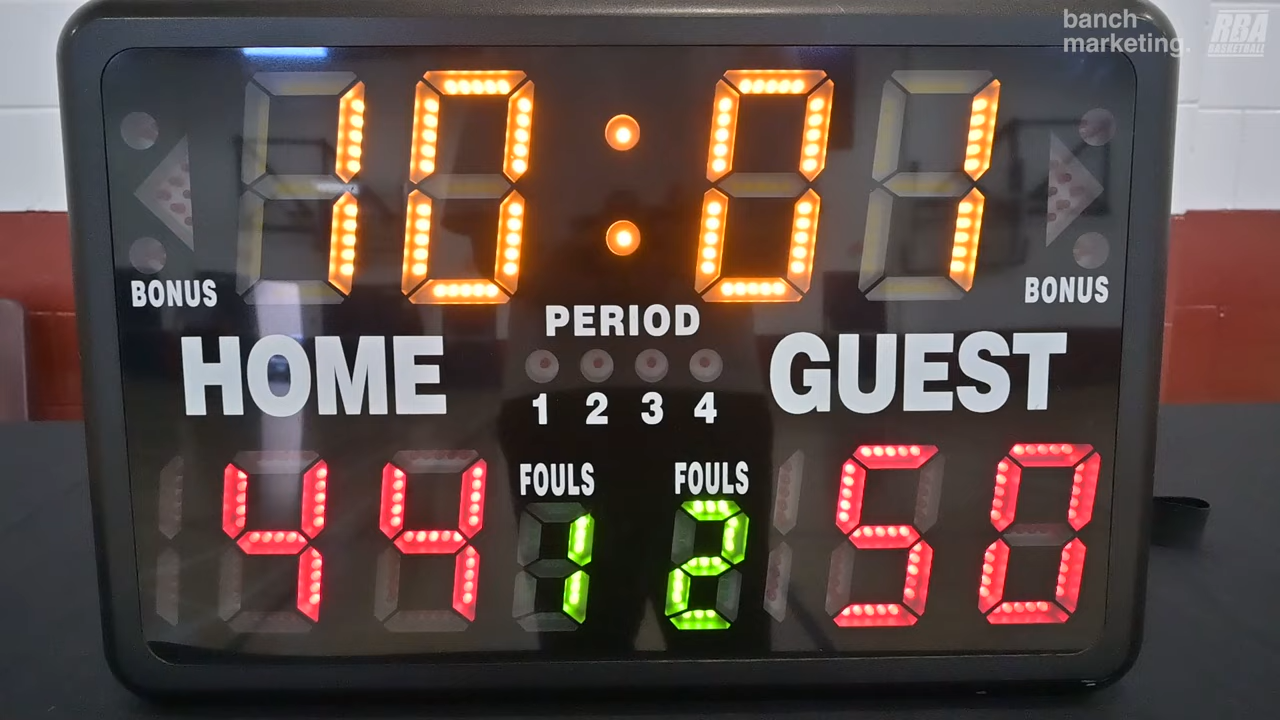 banch
marketing.
RBA
BASKETBALL
10:01
BONUS
BONUS
PERIOD
HOME
GUEST
1 2 3 4
FOULS
FOULS
44
1
2
50